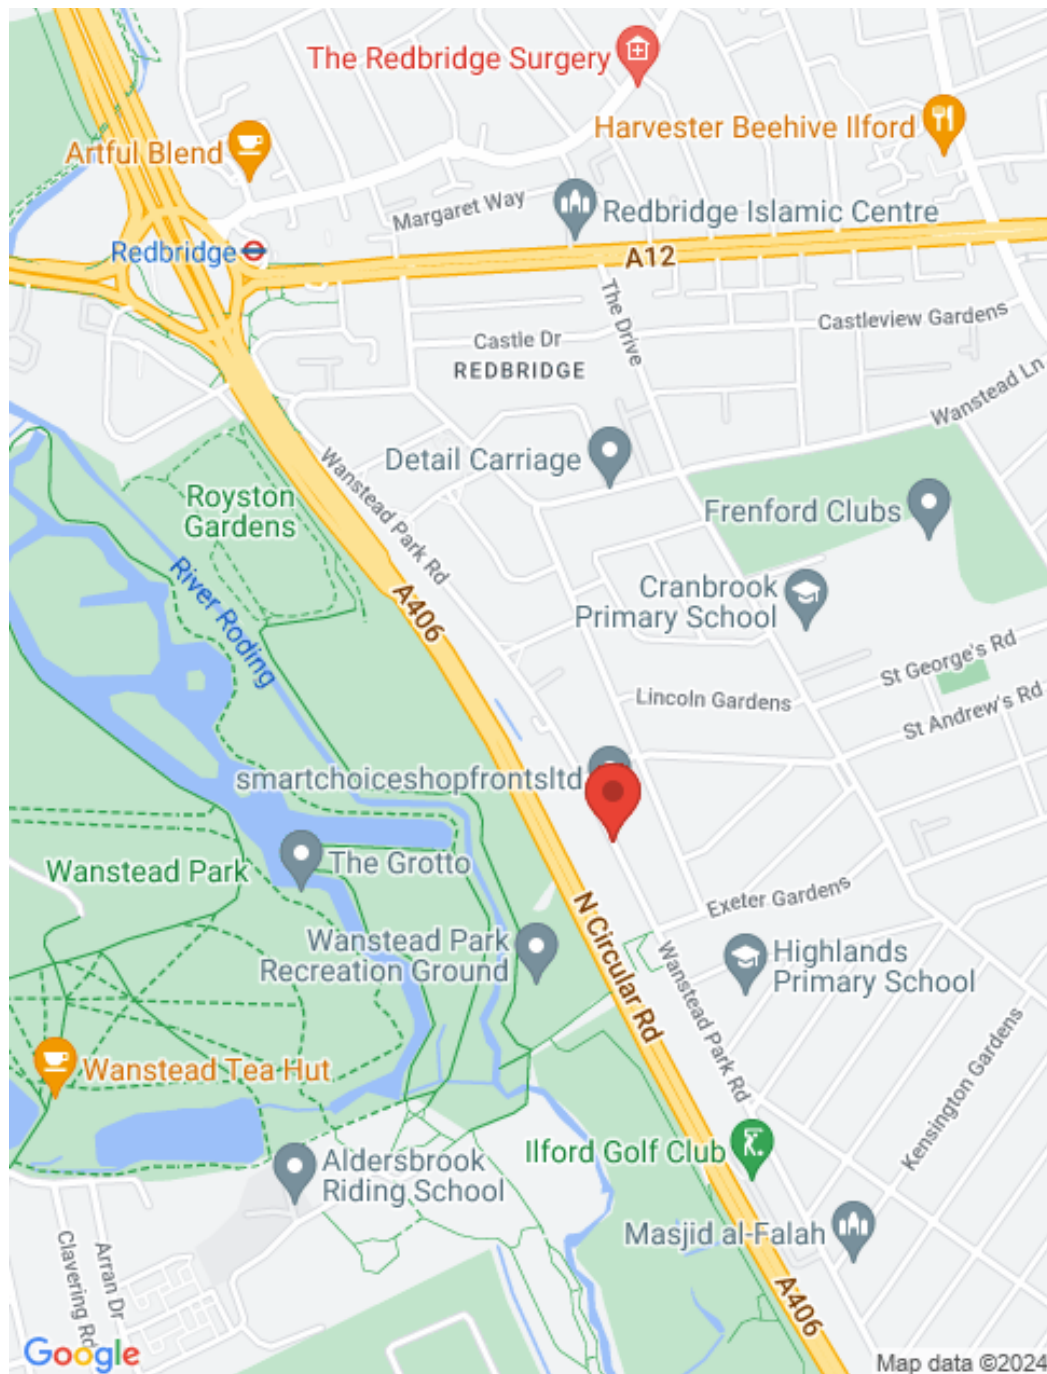 The Redbridge Surgery
Harvester Beehive Ilford
Artful Blend
Margaret Way
Redbridge Islamic Centre
Redbridge
A12
The Drive
Castleview Gardens
Castle Dr
REDBRIDGE
Wanstead Ln
Wanstead Park Rd
Detail Carriage
Royston
Gardens
Frenford Clubs
River Roding
A406
Cranbrook
Primary School
St George's Rd
Lincoln Gardens
St Andrew's Rd
smartchoiceshopfrontsltd
The Grotto
Wanstead Park
Exeter Gardens
N Circular Rd
Wanstead Park
Recreation Ground
Highlands
Primary School
Wanstead Park Rd
Kensington Gardens
Wanstead Tea Hut
Ilford Golf Club
Aldersbrook
Riding School
Masjid al-Falah
Clavering Rd
Arran Dr
A406
Google
Map data ©2024